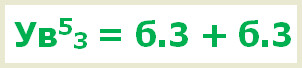 Ув⁵₃ = б.3 + б.3